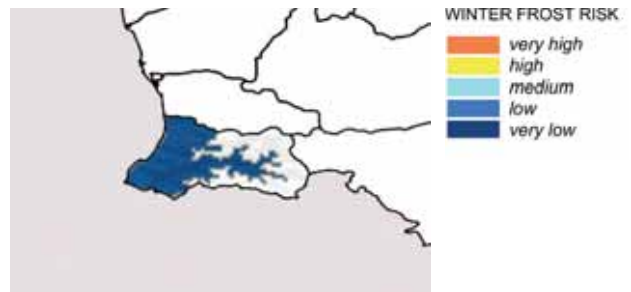 WINTER FROST RISK
very high
high
medium
low
very low